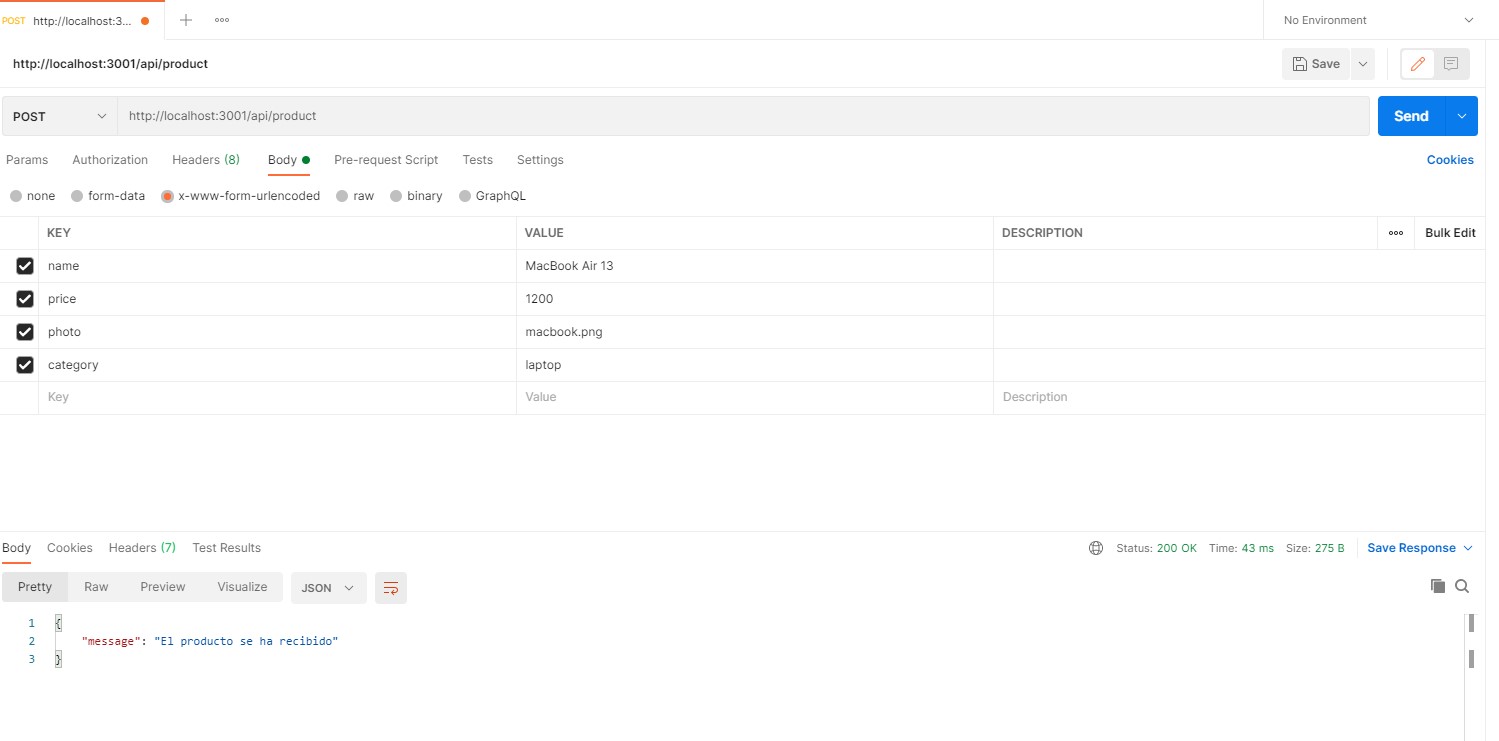 POST http://localhost:3... No Environment
http://localhost:3001/api/product Save
POST http://localhost:3001/api/product Send
Params Authorization Headers (8) Body Pre-request Script Tests Settings Cookies
none form-data x-www-form-urlencoded raw binary GraphQL
KEY VALUE DESCRIPTION Bulk Edit
name MacBook Air 13
price 1200
photo macbook.png
category laptop
Key Value Description
Body Cookies Headers (7) Test Results Status: 200 OK Time: 43 ms Size: 275 B Save Response
Pretty Raw Preview Visualize JSON
1 {
2 "message": "El producto se ha recibido"
3 }